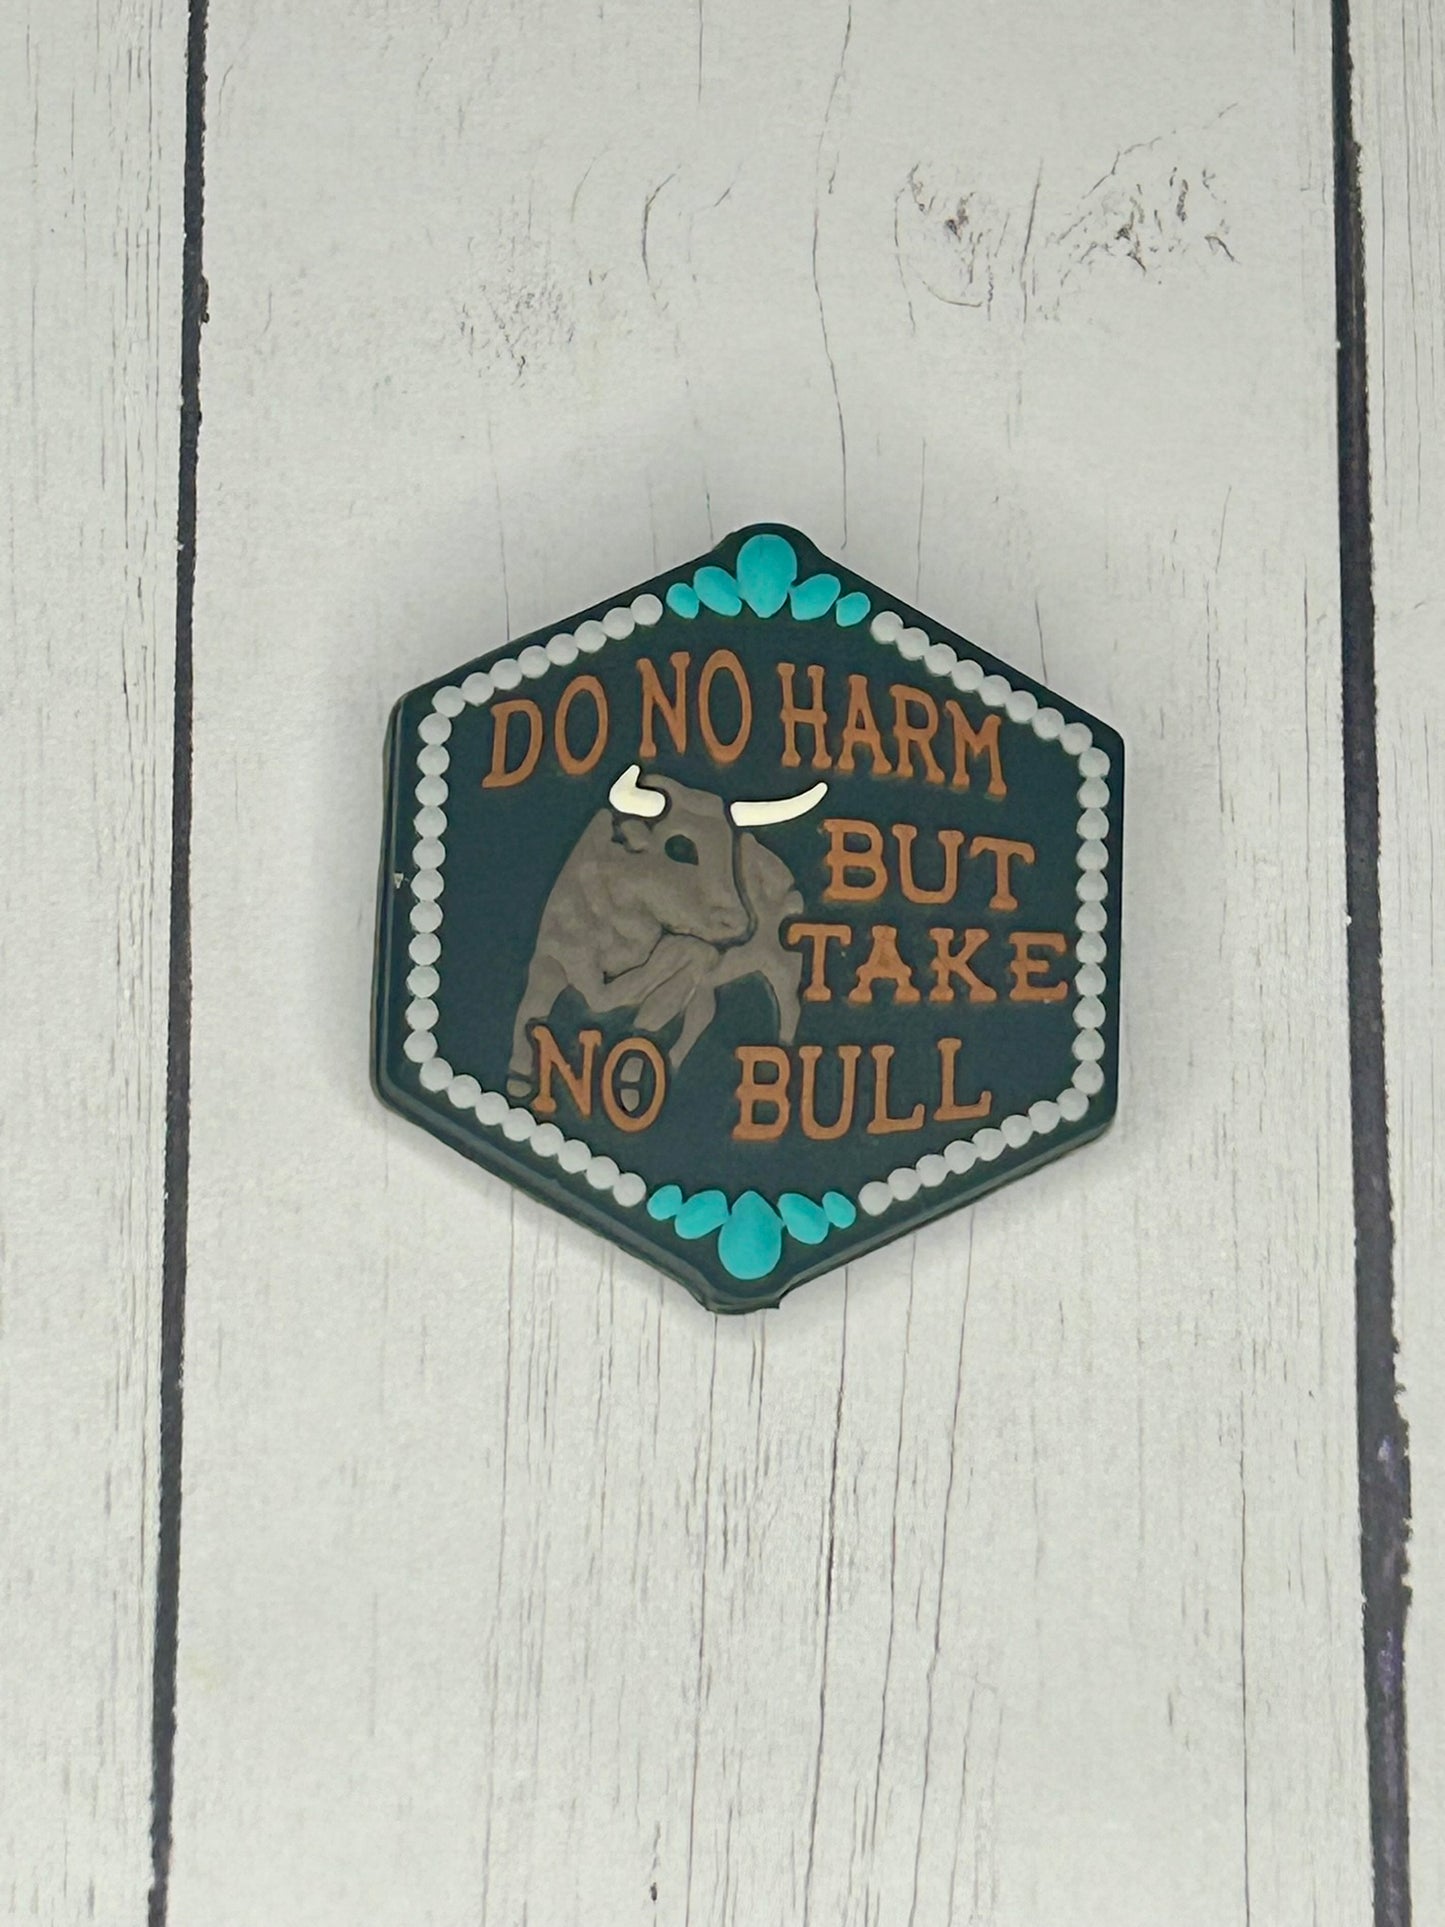 DO NO HARM
BUT
TAKE
NO BULL